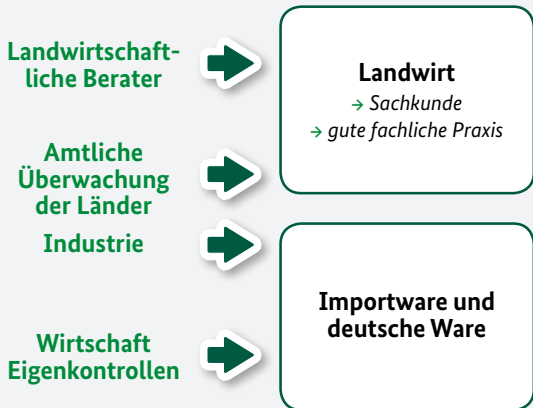 Landwirtschaft-
liche Berater
Landwirt
→ Sachkunde
→ gute fachliche Praxis
Amtliche
Überwachung
der Länder
Industrie
Importware und
deutsche Ware
Wirtschaft
Eigenkontrollen